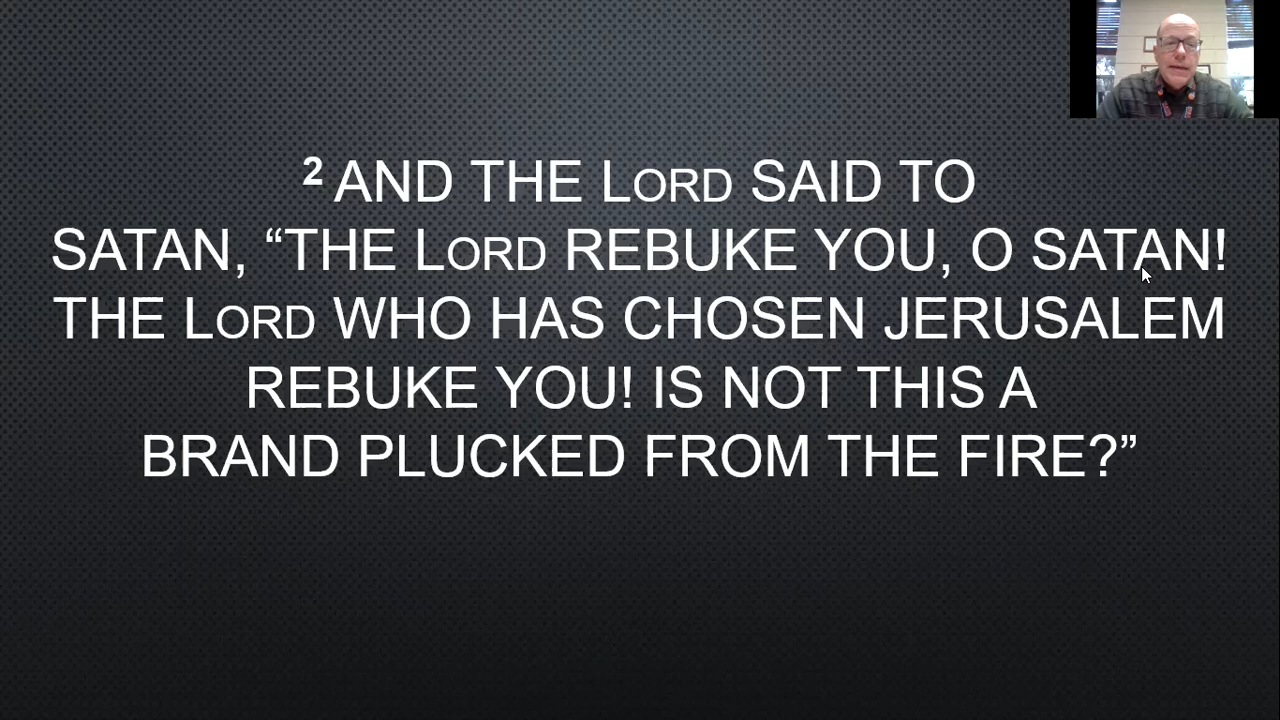 2 AND THE LORD SAID TO
SATAN, “THE LORD REBUKE YOU, O SATAN!
THE LORD WHO HAS CHOSEN JERUSALEM
REBUKE YOU! IS NOT THIS A
BRAND PLUCKED FROM THE FIRE?”